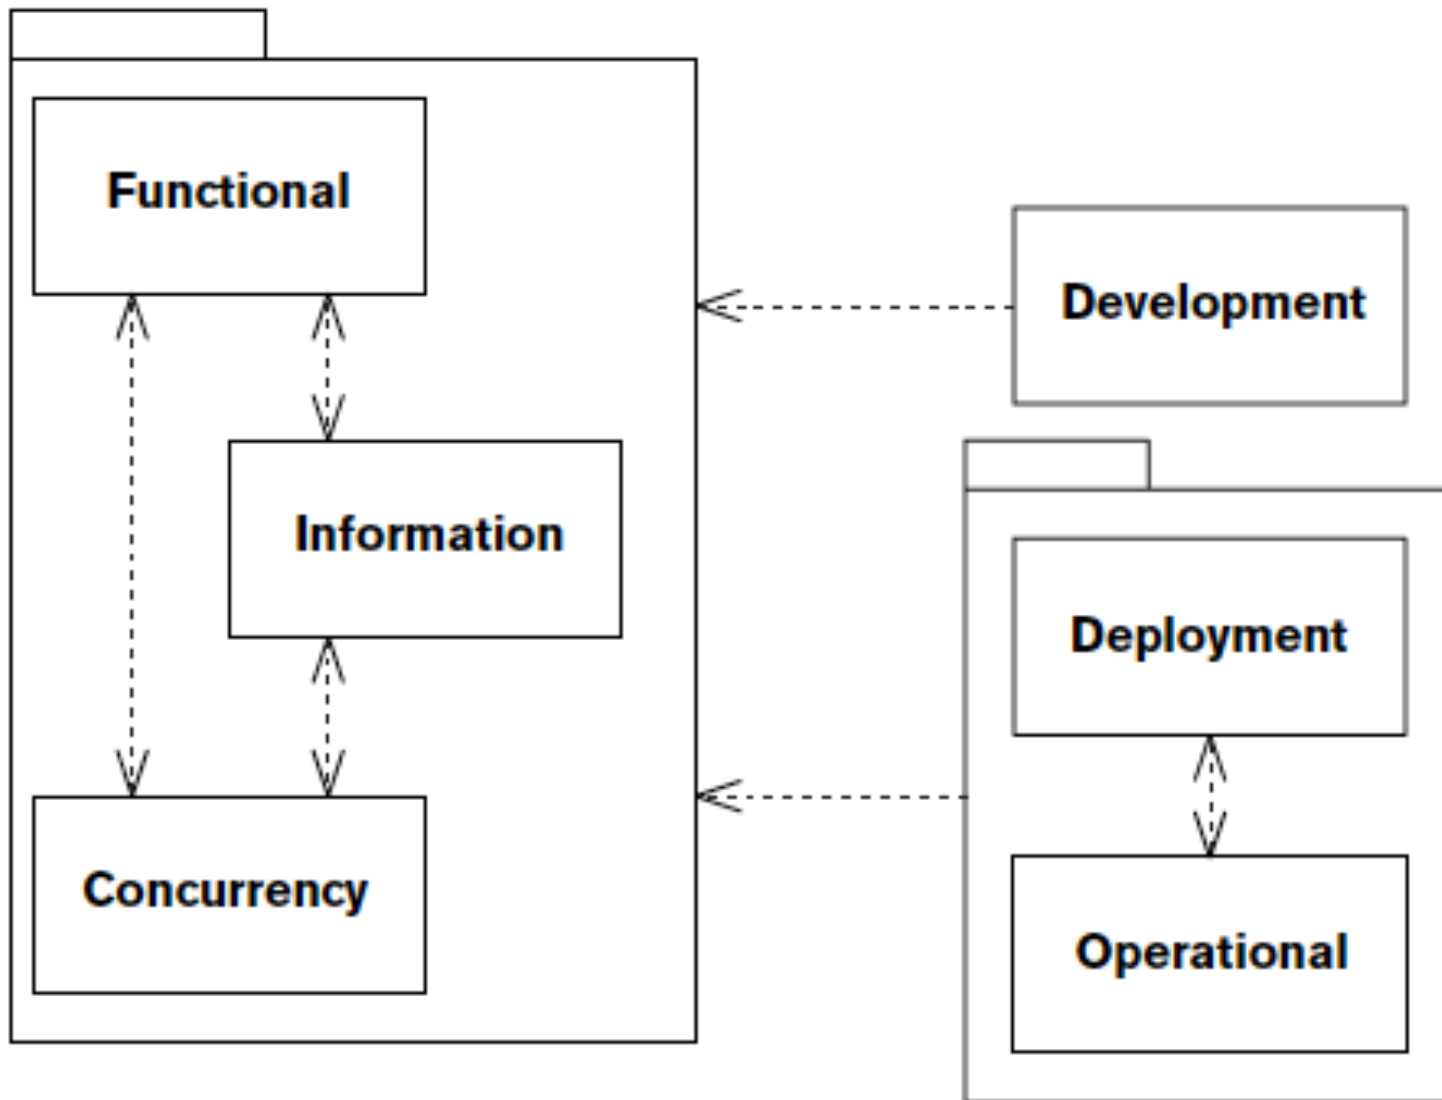 Functional
Development
Information
Deployment
Concurrency
Operational